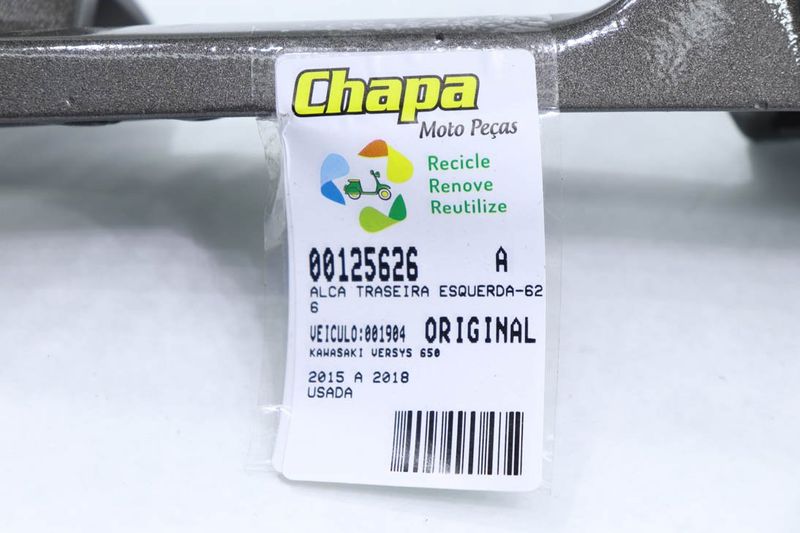 Chapa
Moto Peças
Recicle
Renove
Reutilize
00125626 A
ALCA TRASEIRA ESQUERDA-62
6
VEICULO:001904 ORIGINAL
KAWASAKI VERSYS 650
2015 A 2018
USADA